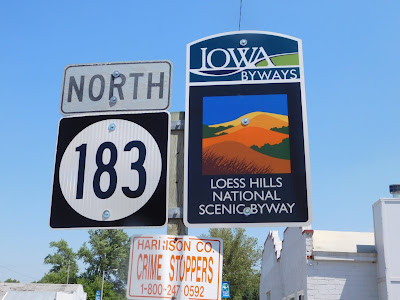 NORTH
183
IOWA
BYWAYS
LOESS HILLS
NATIONAL
SCENIC BYWAY
HARRISON CO.
CRIME STOPPERS
1-800-247 0592